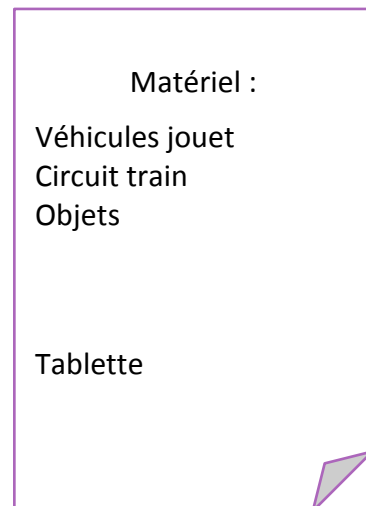 Matériel :
Véhicules jouet
Circuit train
Objets
Tablette